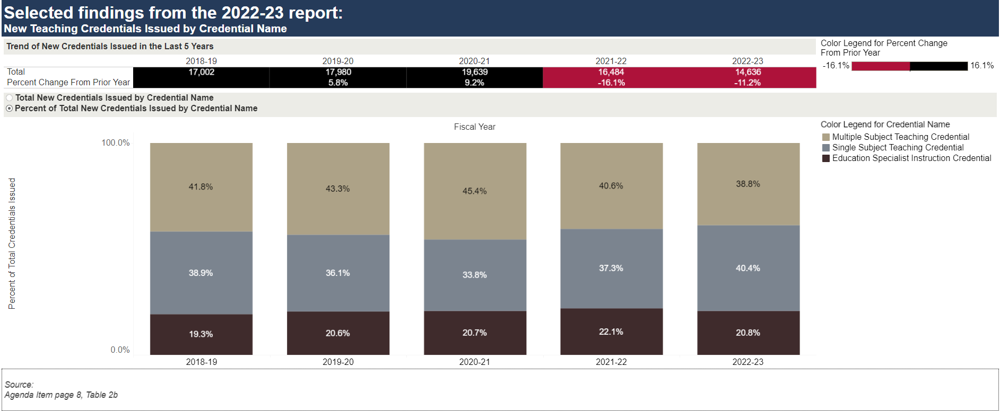 Selected findings from the 2022-23 report:
New Teaching Credentials Issued by Credential Name
Trend of New Credentials Issued in the Last 5 Years
2018-19 2019-20 2020-21 2021-22 2022-23
Total 17,002 17,980 19,639 16,484 14,636
Percent Change From Prior Year 5.8% 9.2% -16.1% -11.2%
Color Legend for Percent Change
From Prior Year
-16.1% 16.1%
Total New Credentials Issued by Credential Name
Percent of Total New Credentials Issued by Credential Name
Fiscal Year
Color Legend for Credential Name
Multiple Subject Teaching Credential
Single Subject Teaching Credential
Education Specialist Instruction Credential
Percent of Total Credentials Issued
100.0%
41.8% 43.3% 45.4% 40.6% 38.8%
38.9% 36.1% 33.8% 37.3% 40.4%
19.3% 20.6% 20.7% 22.1% 20.8%
0.0%
2018-19 2019-20 2020-21 2021-22 2022-23
Source:
Agenda Item page 8, Table 2b